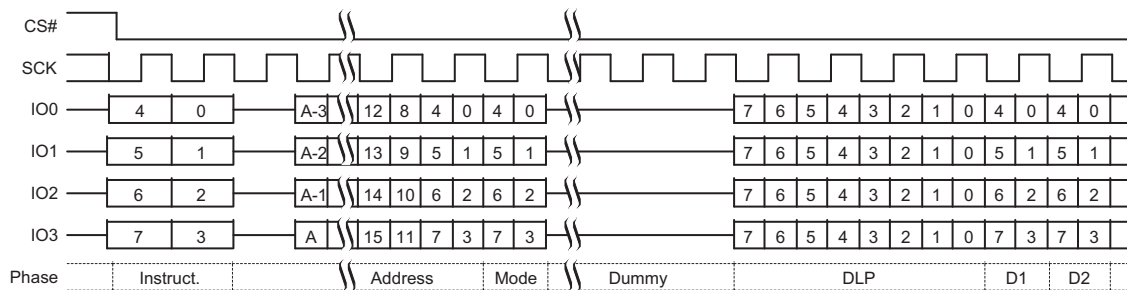 CS#
SCK
IO0 4 0 A-3 12 8 4 0 4 0 7 6 5 4 3 2 1 0 4 0 4 0
IO1 5 1 A-2 13 9 5 1 5 1 7 6 5 4 3 2 1 0 5 1 5 1
IO2 6 2 A-1 14 10 6 2 6 2 7 6 5 4 3 2 1 0 6 2 6 2
IO3 7 3 A 15 11 7 3 7 3 7 6 5 4 3 2 1 0 7 3 7 3
Phase Instruct. Address Mode Dummy DLP D1 D2